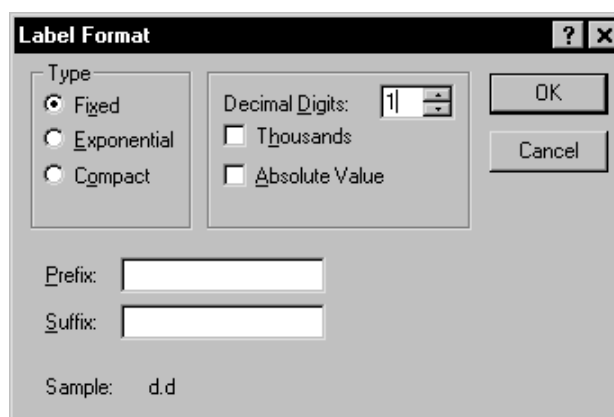 Label Format
Type
Fixed
Exponential
Compact
Decimal Digits: 1
Thousands
Absolute Value
OK
Cancel
Prefix:
Suffix:
Sample: d.d